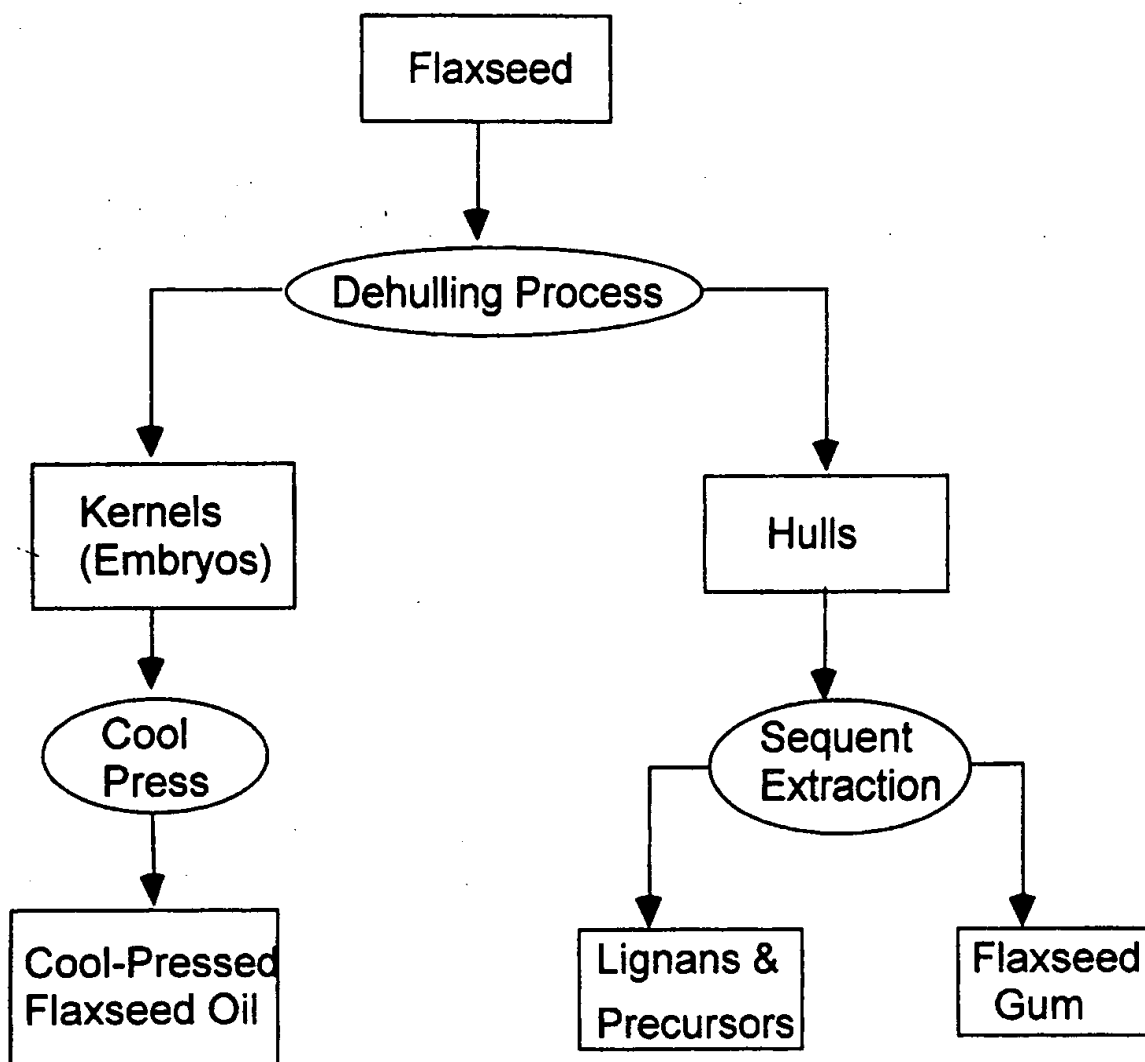 Flaxseed
Dehulling Process
Kernels
(Embryos)
Hulls
Cool
Press
Sequent
Extraction
Cool-Pressed
Flaxseed Oil
Lignans &
Precursors
Flaxseed
Gum